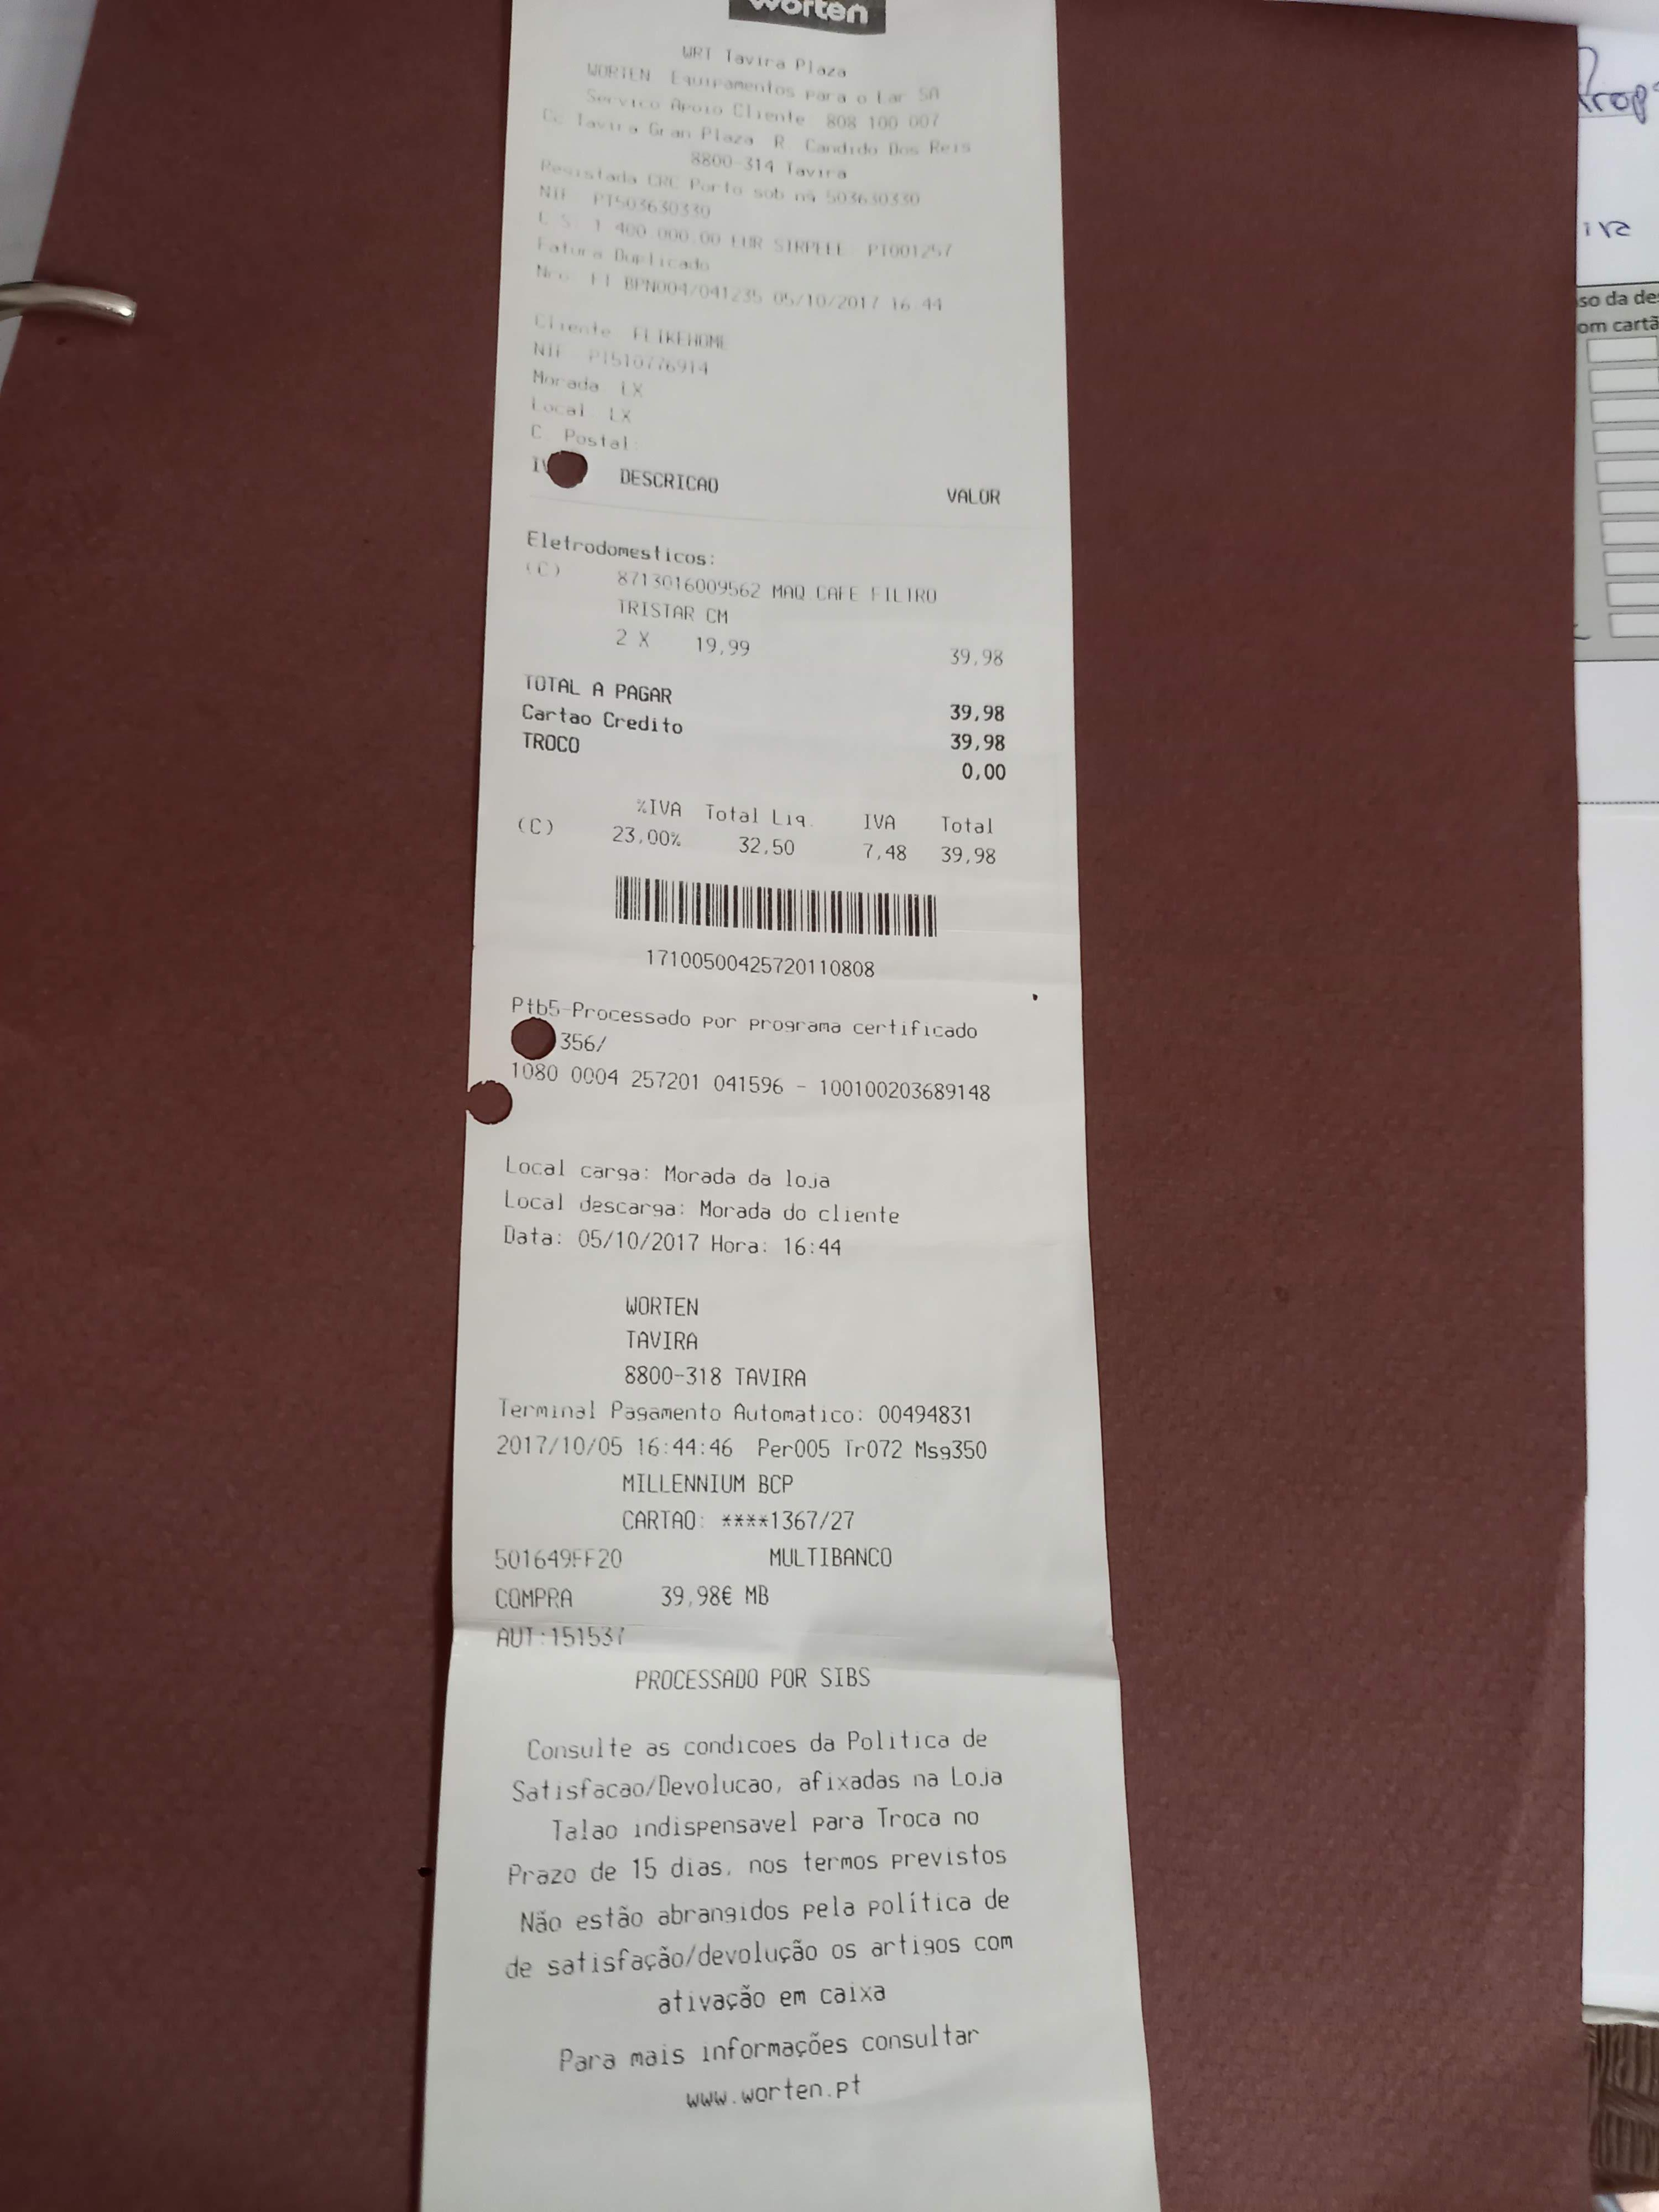 worten
WRT Tavira Plaza
WORTEN Equipamentos para o Lar SA
Servico Apoio Cliente 808 100 007
CC Tavira Gran Plaza R Candido Dos Reis
8800-314 Tavira
Registada CRC Porto sob nº 503630330
NIF PT503630330
C S: 1 400 000.00 EUR SIRPEEE PT001257
Fatura Duplicado
Nro: FT BPN004/041235 05/10/2017 16:44
Cliente FLIKEHOME
NIF PT510776914
Morada LX
Local LX
C. Postal:
DESCRICAO VALOR
Eletrodomesticos:
(C) 8713016009562 MAQ CAFE FILTRO
TRISTAR CM
2 X 19,99 39,98
TOTAL A PAGAR 39,98
Cartao Credito 39,98
TROCO 0,00
%IVA Total Liq. IVA Total
(C) 23,00% 32,50 7,48 39,98
17100500425720110808
Ptb5-Processado por programa certificado
356/
1080 0004 257201 041596 - 100100203689148
Local carga: Morada da loja
Local descarga: Morada do cliente
Data: 05/10/2017 Hora: 16:44
WORTEN
TAVIRA
8800-318 TAVIRA
Terminal Pagamento Automatico: 00494831
2017/10/05 16:44:46 Per005 Tr072 Msg350
MILLENNIUM BCP
CARTAO: ****1367/27
501649FF20 MULTIBANCO
COMPRA 39,98€ MB
AUT:151537
PROCESSADO POR SIBS
Consulte as condicoes da Politica de
Satisfacao/Devolucao, afixadas na Loja
Talao indispensavel para Troca no
Prazo de 15 dias, nos termos previstos
Não estão abrangidos pela política de
de satisfação/devolução os artigos com
ativação em caixa
Para mais informações consultar
www.worten.pt
so da
om